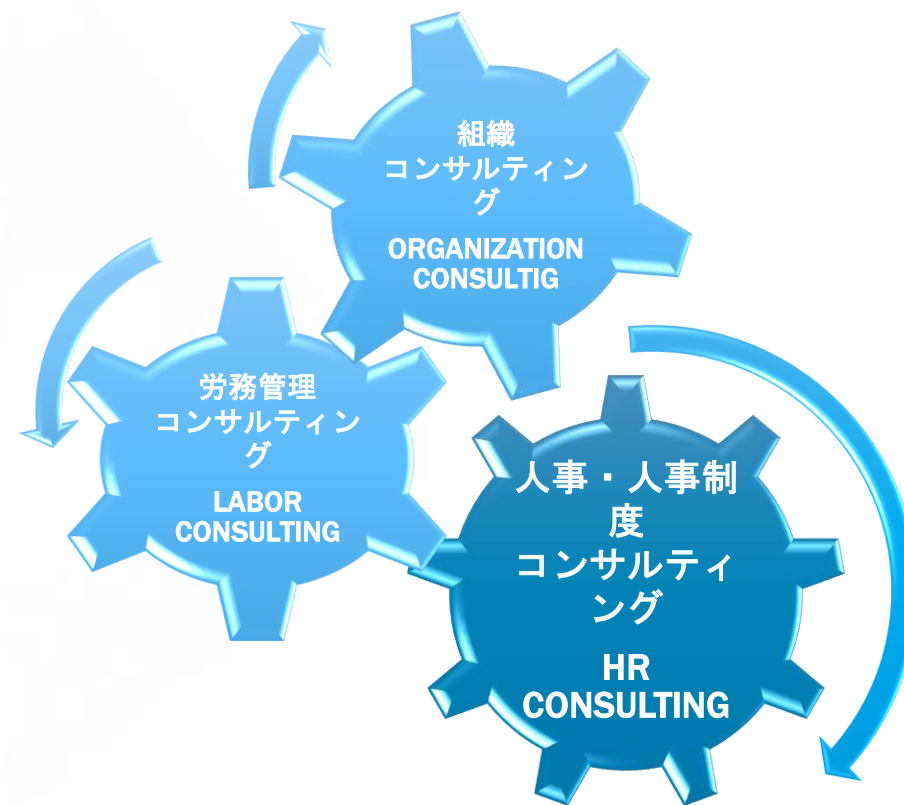 組織
コンサルティン
グ
ORGANIZATION
CONSULTIG
労務管理
コンサルティン
グ
LABOR
CONSULTING
人事・人事制
度
コンサルティ
ング
HR
CONSULTING